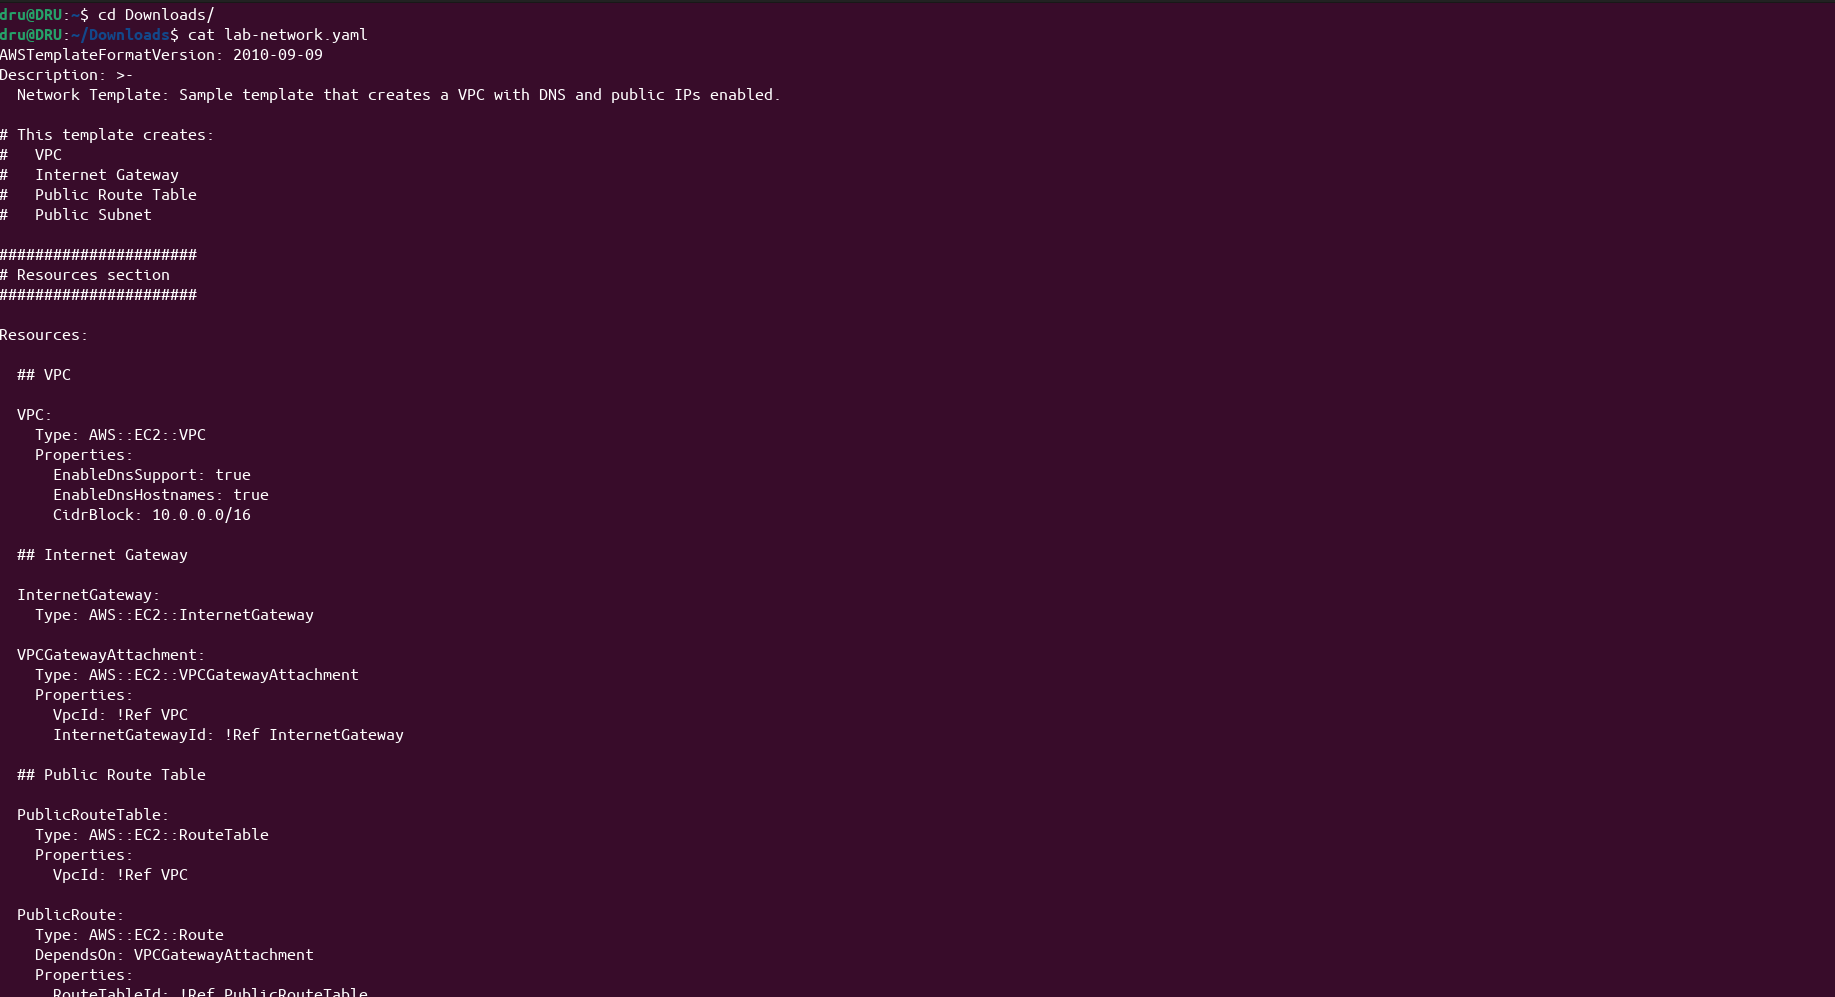 dru@DRU:~$ cd Downloads/
dru@DRU:~/Downloads$ cat lab-network.yaml
AWSTemplateFormatVersion: 2010-09-09
Description: >-
  Network Template: Sample template that creates a VPC with DNS and public IPs enabled.

# This template creates:
#   VPC
#   Internet Gateway
#   Public Route Table
#   Public Subnet

######################
# Resources section
######################

Resources:

  ## VPC

  VPC:
    Type: AWS::EC2::VPC
    Properties:
      EnableDnsSupport: true
      EnableDnsHostnames: true
      CidrBlock: 10.0.0.0/16

  ## Internet Gateway

  InternetGateway:
    Type: AWS::EC2::InternetGateway

  VPCGatewayAttachment:
    Type: AWS::EC2::VPCGatewayAttachment
    Properties:
      VpcId: !Ref VPC
      InternetGatewayId: !Ref InternetGateway

  ## Public Route Table

  PublicRouteTable:
    Type: AWS::EC2::RouteTable
    Properties:
      VpcId: !Ref VPC

  PublicRoute:
    Type: AWS::EC2::Route
    DependsOn: VPCGatewayAttachment
    Properties:
      RouteTableId: !Ref PublicRouteTable